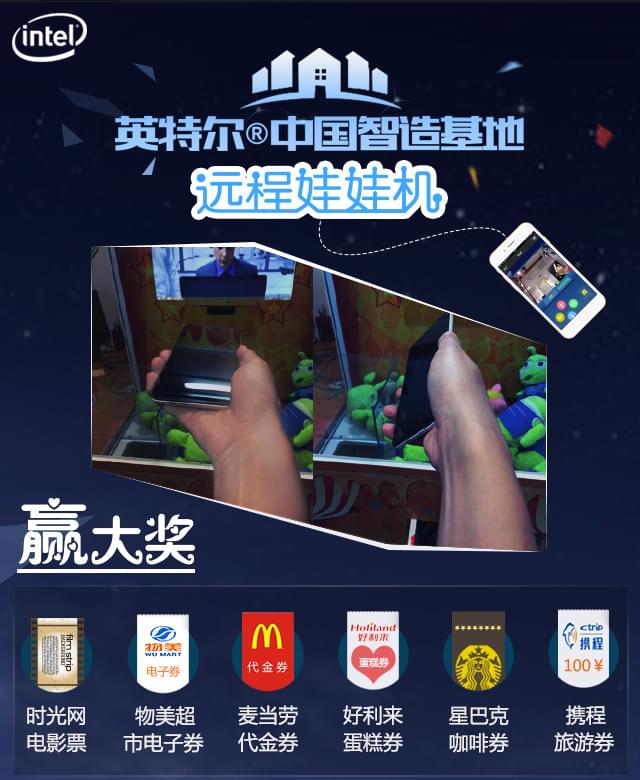 intel
英特尔®中国智造基地
远程娃娃机
赢大奖
film strip
物美
WU MART
电子券
代金券
Holiland
好利来
蛋糕券
ctrip
携程
100¥
时光网
电影票
物美超
市电子券
麦当劳
代金券
好利来
蛋糕券
星巴克
咖啡券
携程
旅游券